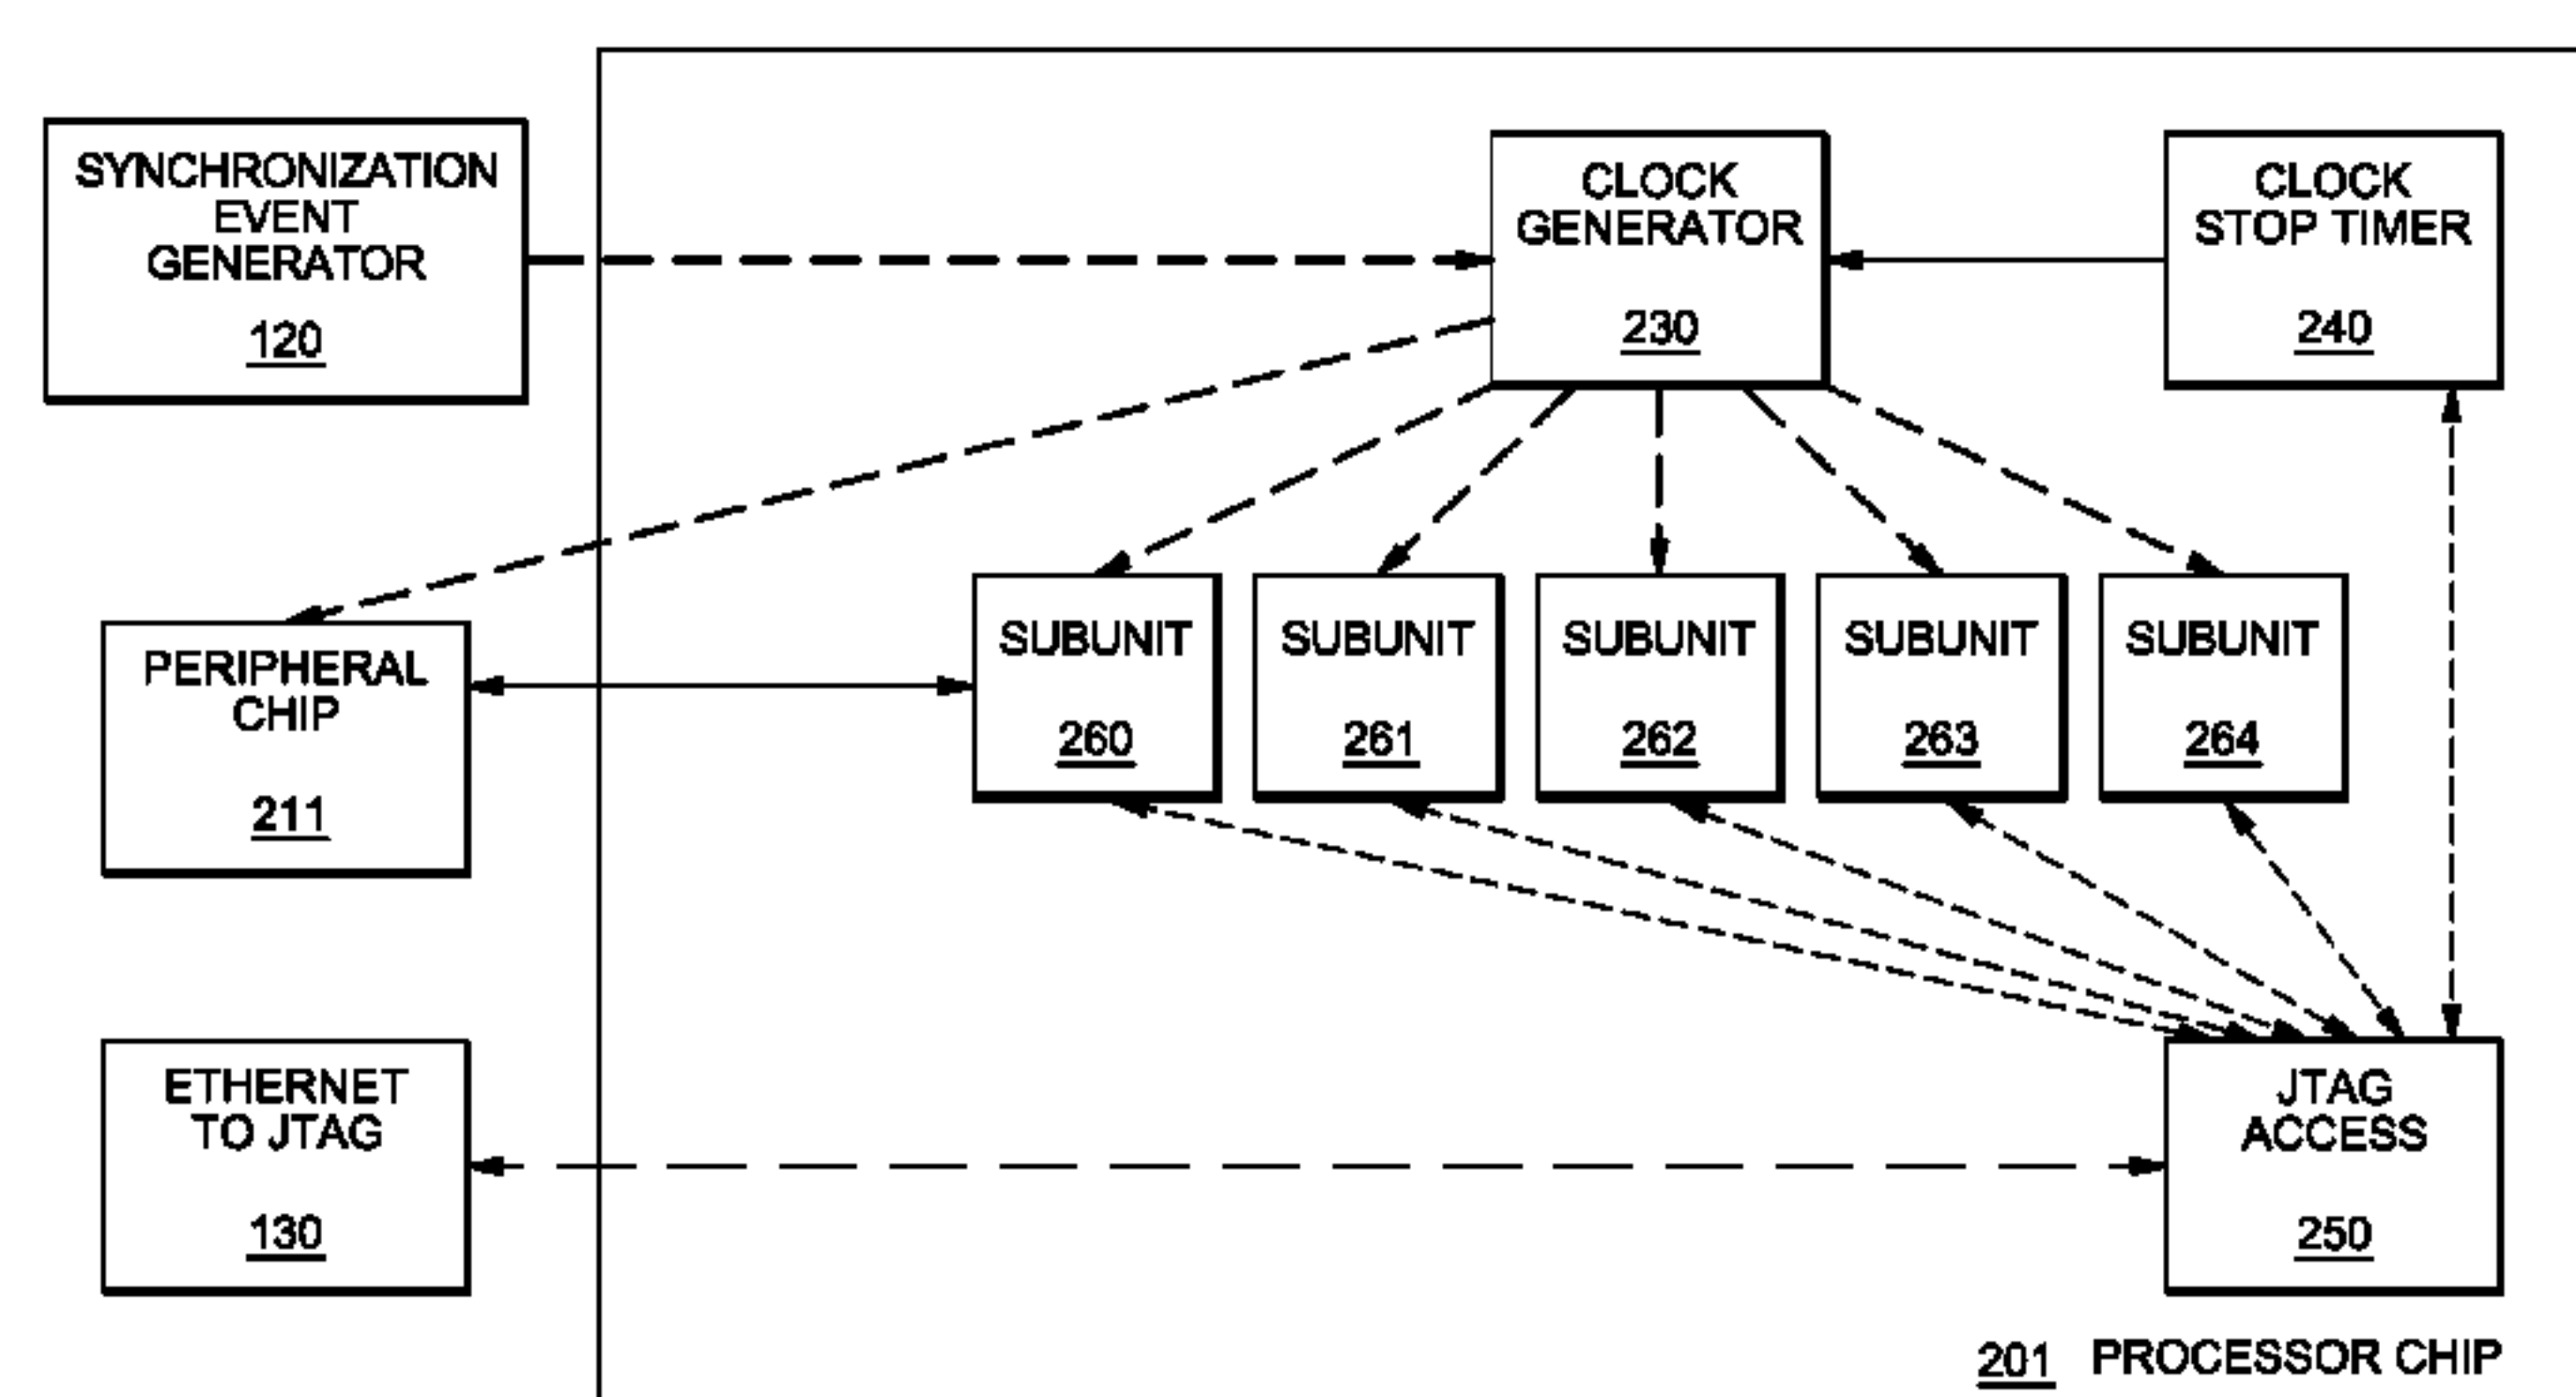 SYNCHRONIZATION
EVENT
GENERATOR
120
CLOCK
GENERATOR
230
CLOCK
STOP TIMER
240
PERIPHERAL
CHIP
211
SUBUNIT
260
SUBUNIT
261
SUBUNIT
262
SUBUNIT
263
SUBUNIT
264
ETHERNET
TO JTAG
130
JTAG
ACCESS
250
201 PROCESSOR CHIP